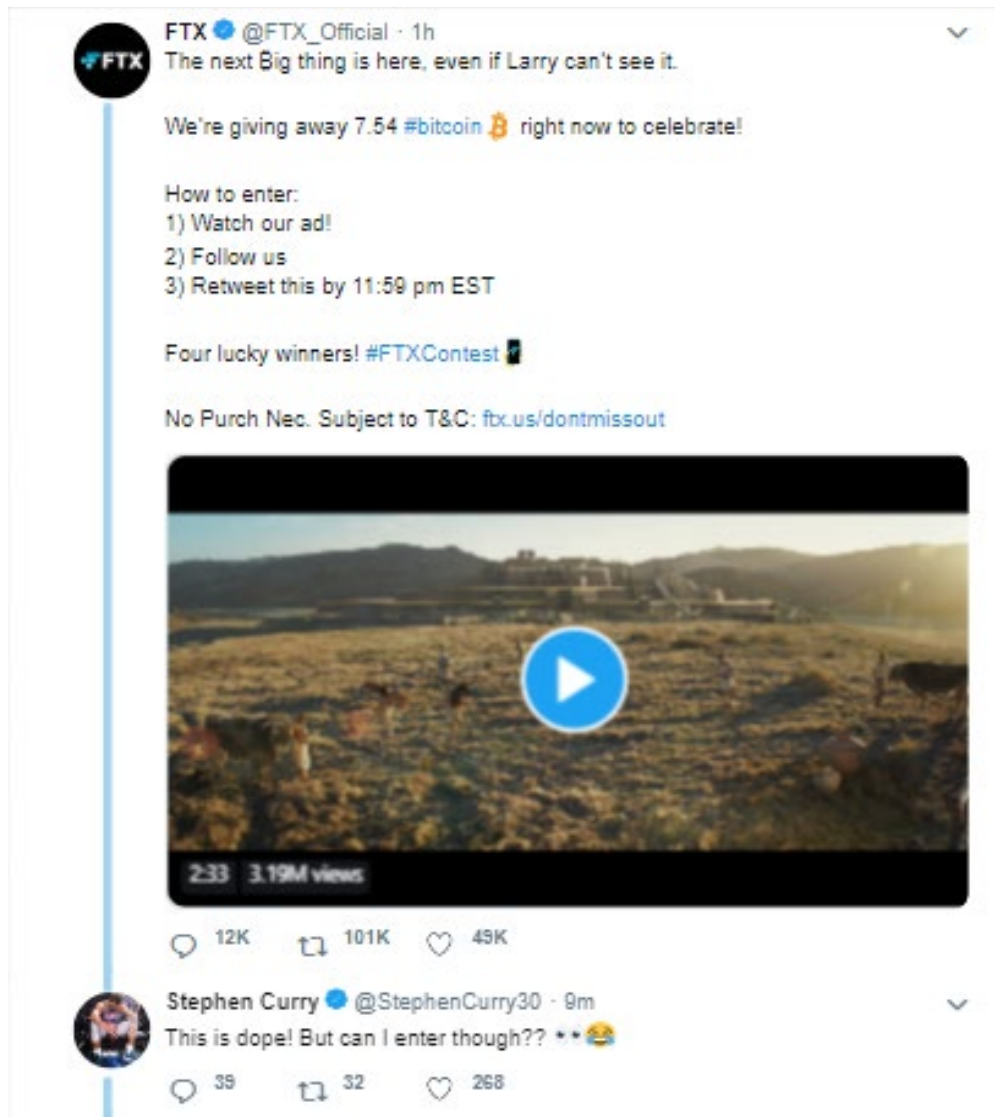 FTX @FTX_Official · 1h
FTX
The next Big thing is here, even if Larry can't see it.
We're giving away 7.54 #bitcoin right now to celebrate!
How to enter:
1) Watch our ad!
2) Follow us
3) Retweet this by 11:59 pm EST
Four lucky winners! #FTXContest
No Purch Nec. Subject to T&C: ftx.us/dontmissout
2:33 3.19M views
12K 101K 49K
Stephen Curry @StephenCurry30 · 9m
This is dope! But can I enter though?? 👀😂
39 32 268